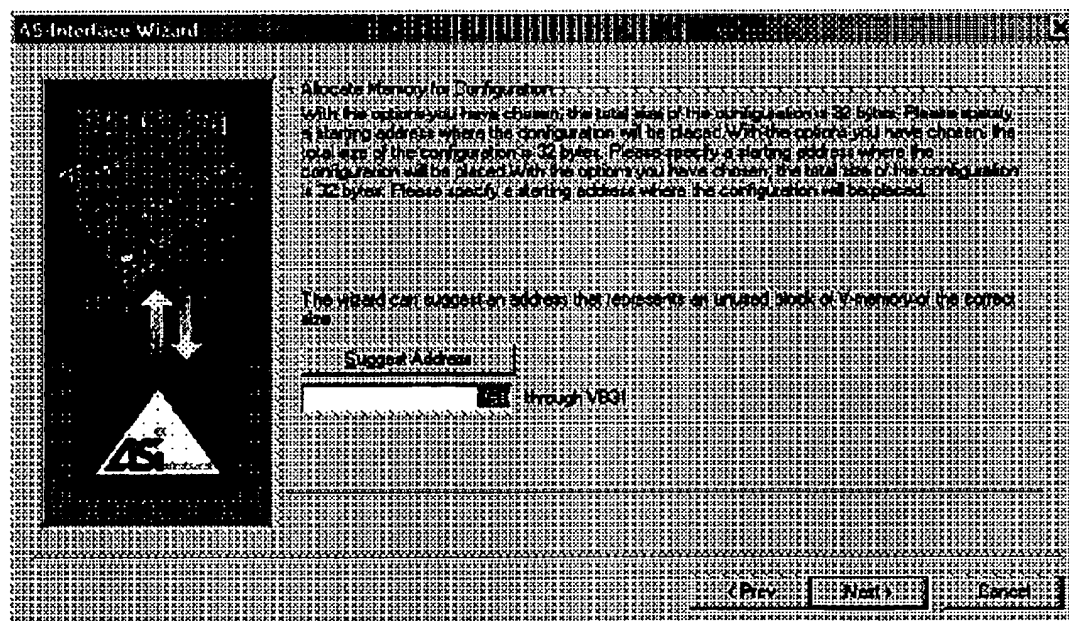 AS-Interface Wizard
Allocate Memory for Configuration
With the options you have chosen, the total size of the configuration is 32 bytes. Please specify
a starting address where the configuration will be placed.With the options you have chosen, the
total size of the configuration is 32 bytes. Please specify a starting address where the
configuration will be placed.With the options you have chosen, the total size of the configuration
is 32 bytes. Please specify a starting address where the configuration will be placed.
The wizard can suggest an address that represents an unused block of V-memory of the correct
size.
Suggest Address
through VB31
ASi
< Prev
Next >
Cancel